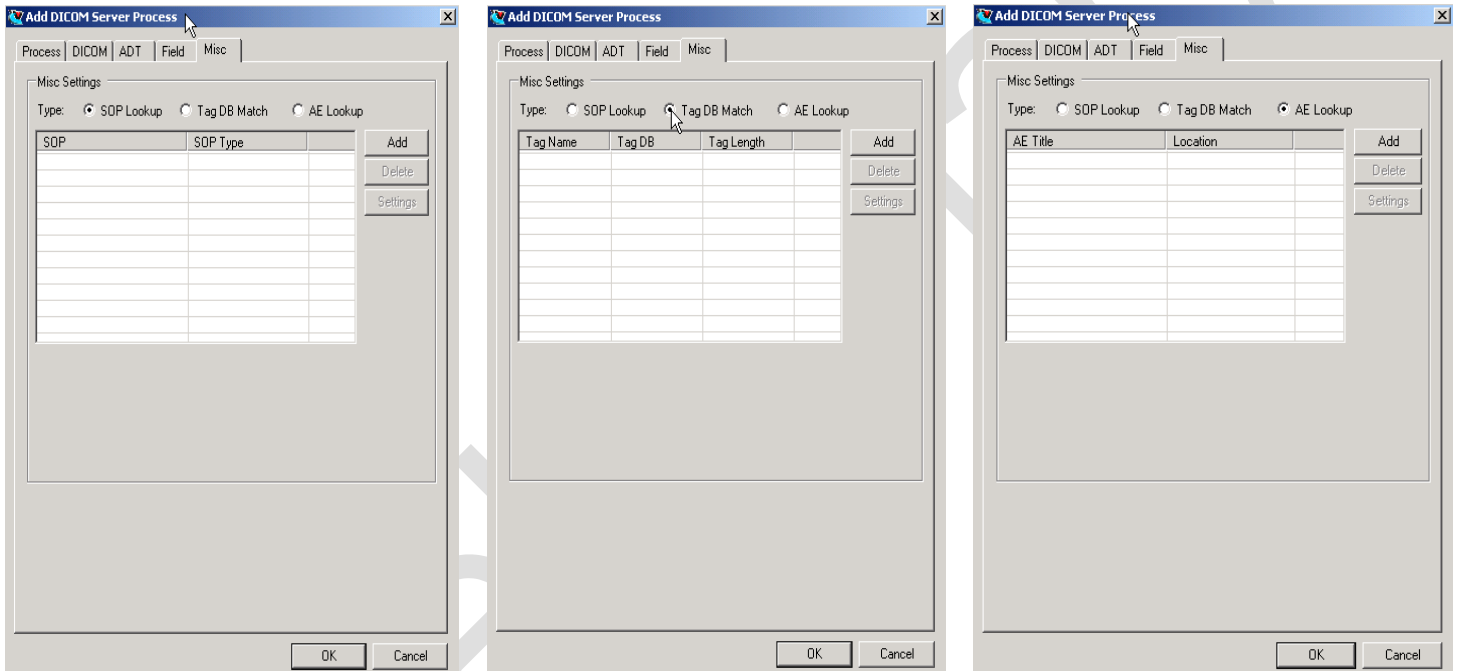 Add DICOM Server Process
Process DICOM ADT Field Misc
Misc Settings
Type: SOP Lookup Tag DB Match AE Lookup
SOP SOP Type
Add
Delete
Settings
OK Cancel
Add DICOM Server Process
Process DICOM ADT Field Misc
Misc Settings
Type: SOP Lookup Tag DB Match AE Lookup
Tag Name Tag DB Tag Length
Add
Delete
Settings
OK Cancel
Add DICOM Server Process
Process DICOM ADT Field Misc
Misc Settings
Type: SOP Lookup Tag DB Match AE Lookup
AE Title Location
Add
Delete
Settings
OK Cancel